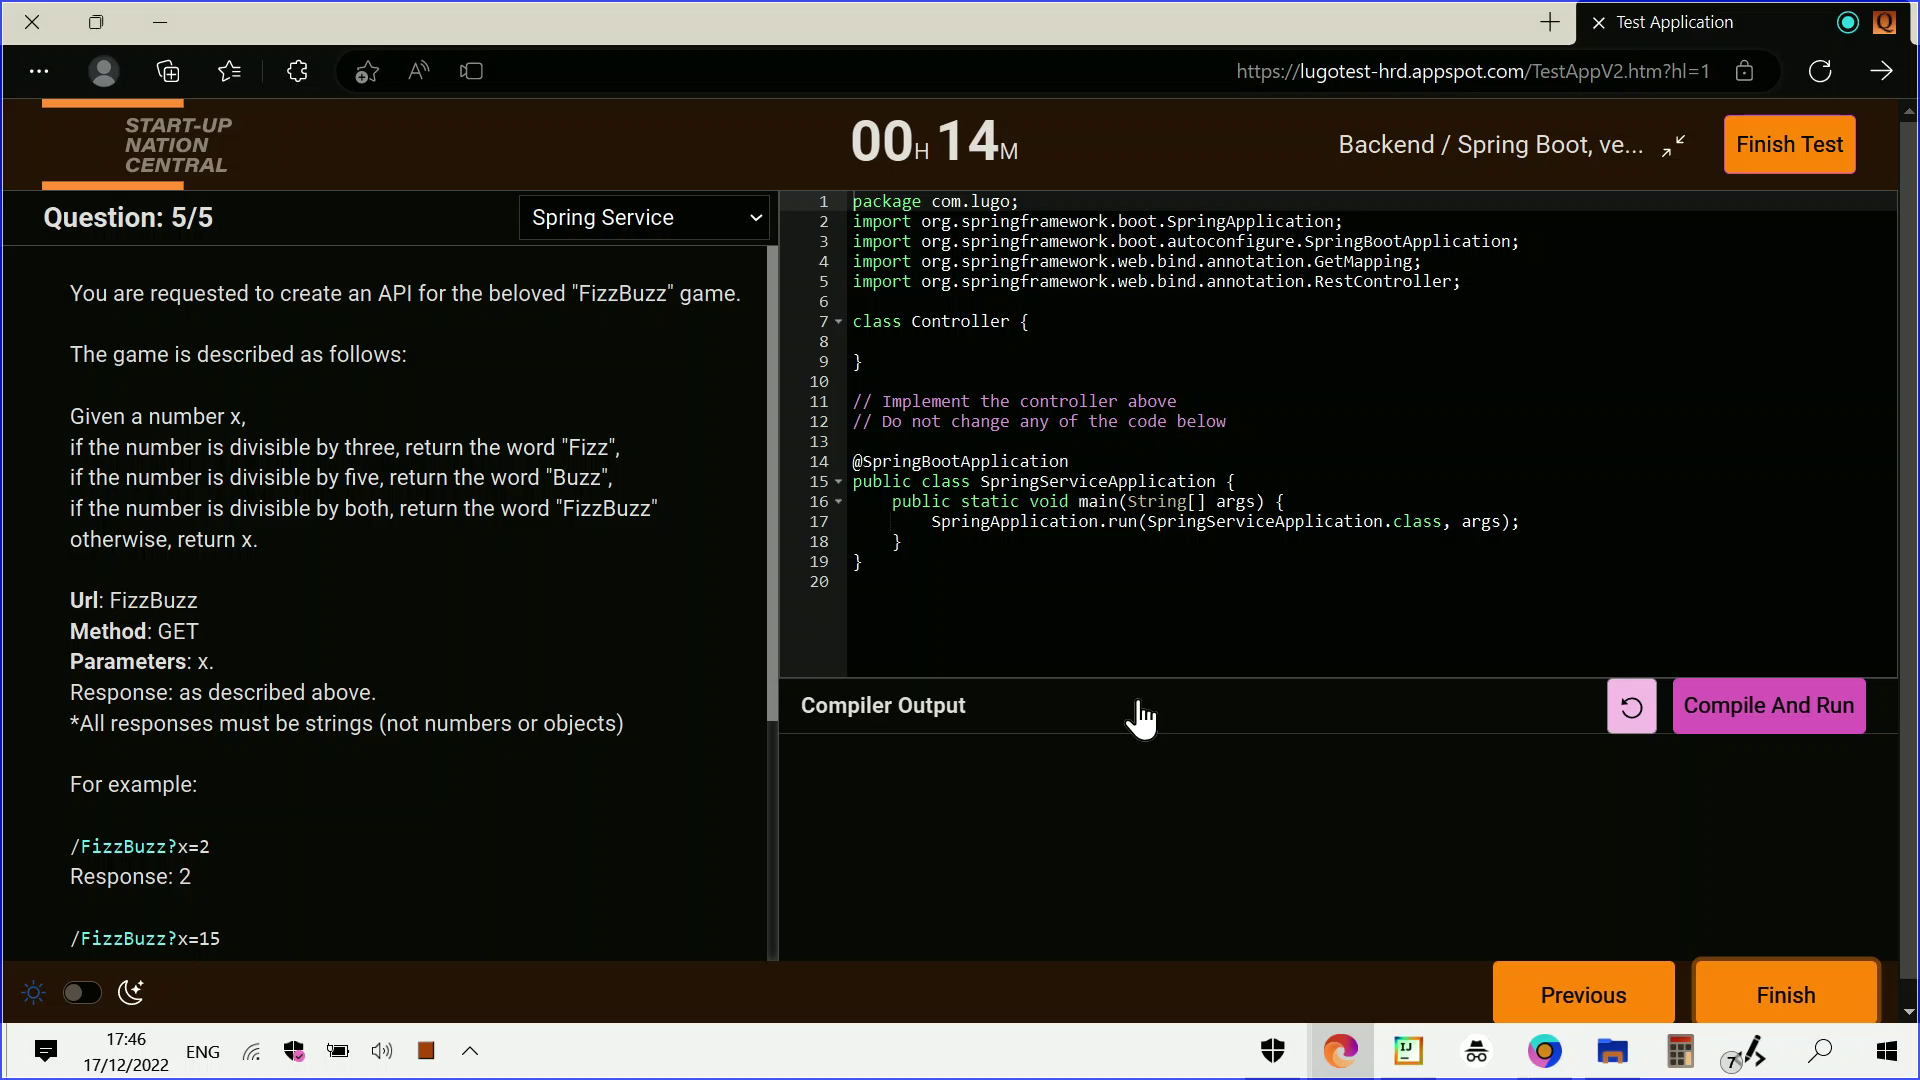 Test Application
https://lugotest-hrd.appspot.com/TestAppV2.htm?hl=1
START-UP
NATION
CENTRAL
00H 14M
Backend / Spring Boot, ve...
Finish Test
Question: 5/5
Spring Service
You are requested to create an API for the beloved "FizzBuzz" game.
The game is described as follows:
Given a number x,
if the number is divisible by three, return the word "Fizz",
if the number is divisible by five, return the word "Buzz",
if the number is divisible by both, return the word "FizzBuzz"
otherwise, return x.
Url: FizzBuzz
Method: GET
Parameters: x.
Response: as described above.
*All responses must be strings (not numbers or objects)
For example:
/FizzBuzz?x=2
Response: 2
/FizzBuzz?x=15
1 package com.lugo;
2 import org.springframework.boot.SpringApplication;
3 import org.springframework.boot.autoconfigure.SpringBootApplication;
4 import org.springframework.web.bind.annotation.GetMapping;
5 import org.springframework.web.bind.annotation.RestController;
6
7 class Controller {
8
9 }
10
11 // Implement the controller above
12 // Do not change any of the code below
13
14 @SpringBootApplication
15 public class SpringServiceApplication {
16 public static void main(String[] args) {
17 SpringApplication.run(SpringServiceApplication.class, args);
18 }
19 }
20
Compiler Output
Compile And Run
Previous
Finish
17:46
17/12/2022
ENG
IJ
7